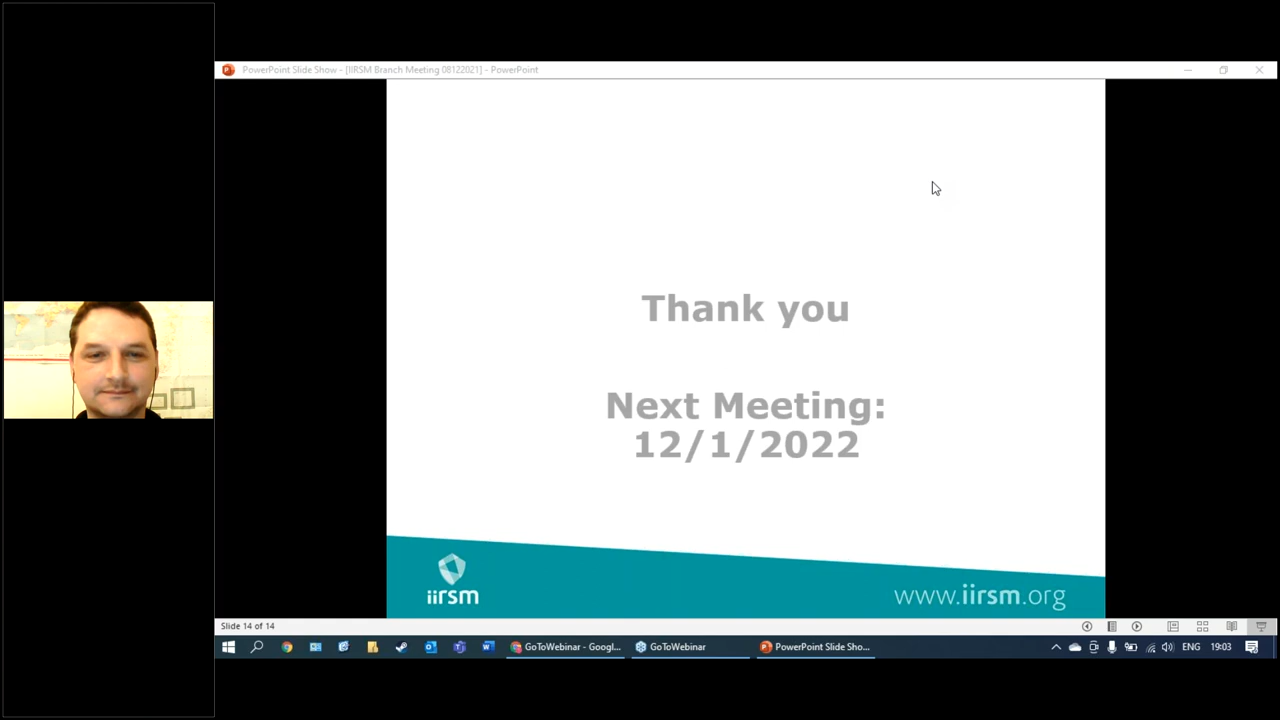 PowerPoint Slide Show - [IIRSM Branch Meeting 08122021] - PowerPoint
Thank you
Next Meeting:
12/1/2022
iirsm
www.iirsm.org
Slide 14 of 14
GoToWebinar - Googl...
GoToWebinar
PowerPoint Slide Sho...
ENG
19:03